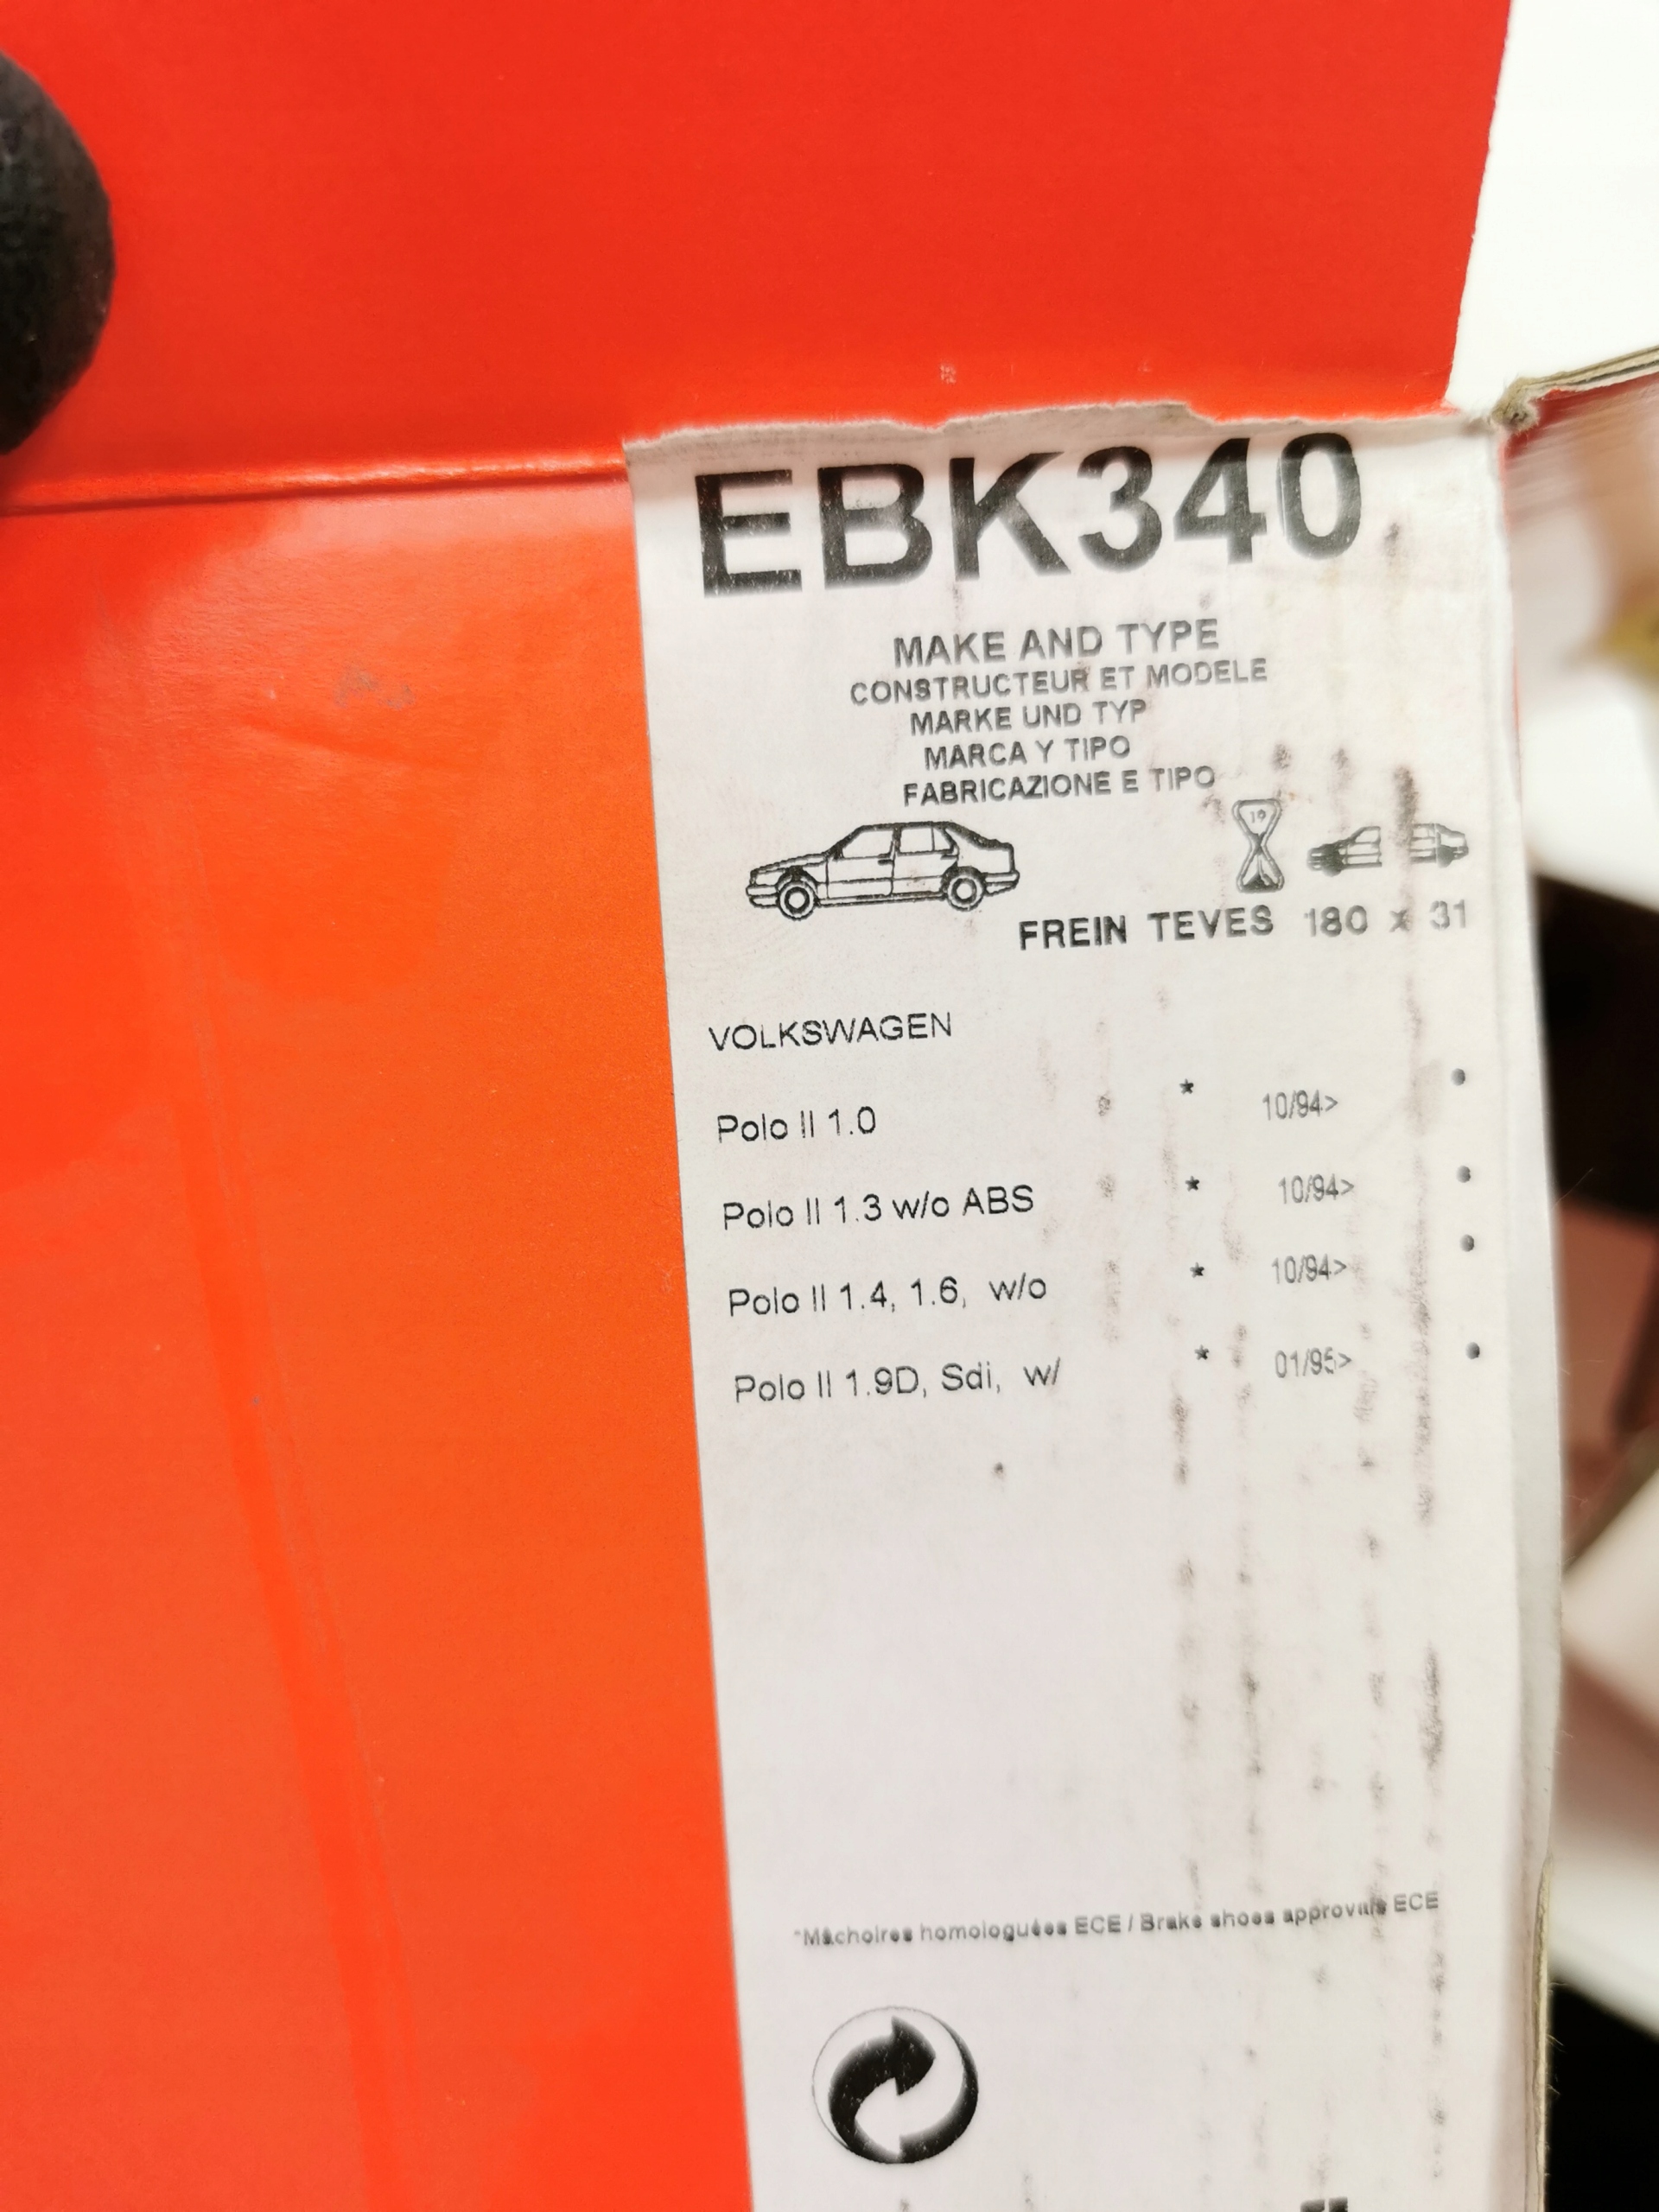 EBK340
MAKE AND TYPE
CONSTRUCTEUR ET MODELE
MARKE UND TYP
MARCA Y TIPO
FABRICAZIONE E TIPO
FREIN TEVES 180 x 31
VOLKSWAGEN
Polo II 1.0 * 10/94> •
Polo II 1.3 w/o ABS * 10/94> •
Polo II 1.4, 1.6, w/o * 10/94> •
Polo II 1.9D, Sdi, w/ * 01/95> •
*Mâchoires homologuées ECE / Brake shoes approvals ECE